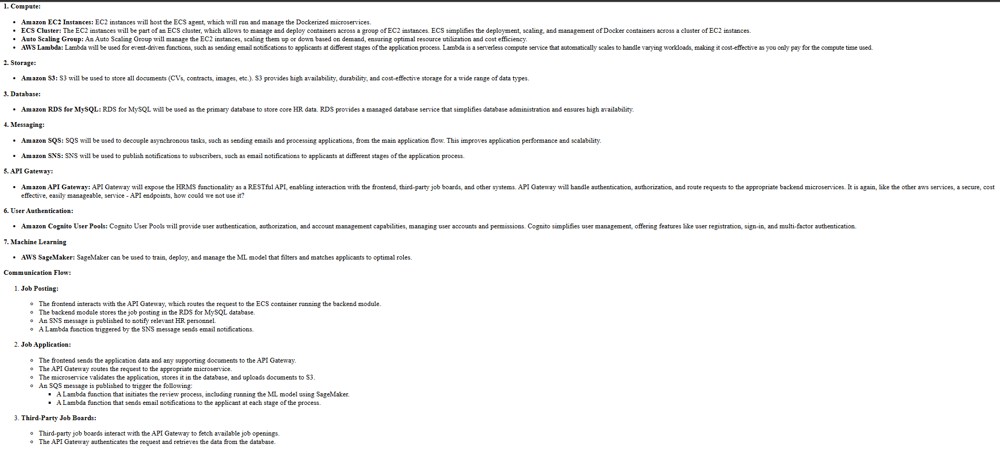 1. Compute:
• Amazon EC2 Instances: EC2 instances will host the ECS agent, which will run and manage the Dockerized microservices.
• ECS Cluster: The EC2 instances will be part of an ECS cluster, which allows to manage and deploy containers across a group of EC2 instances. ECS simplifies the deployment, scaling, and management of Docker containers across a cluster of EC2 instances.
• Auto Scaling Group: An Auto Scaling Group will manage the EC2 instances, scaling them up or down based on demand, ensuring optimal resource utilization and cost efficiency.
• AWS Lambda: Lambda will be used for event-driven functions, such as sending email notifications to applicants at different stages of the application process. Lambda is a serverless compute service that automatically scales to handle varying workloads, making it cost-effective as you only pay for the compute time used.
2. Storage:
• Amazon S3: S3 will be used to store all documents (CVs, contracts, images, etc.). S3 provides high availability, durability, and cost-effective storage for a wide range of data types.
3. Database:
• Amazon RDS for MySQL: RDS for MySQL will be used as the primary database to store core HR data. RDS provides a managed database service that simplifies database administration and ensures high availability.
4. Messaging:
• Amazon SQS: SQS will be used to decouple asynchronous tasks, such as sending emails and processing applications, from the main application flow. This improves application performance and scalability.
• Amazon SNS: SNS will be used to publish notifications to subscribers, such as email notifications to applicants at different stages of the application process.
5. API Gateway:
• Amazon API Gateway: API Gateway will expose the HRMS functionality as a RESTful API, enabling interaction with the frontend, third-party job boards, and other systems. API Gateway will handle authentication, authorization, and route requests to the appropriate backend microservices. It is again, like the other aws services, a secure, cost
effective, easily manageable, service - API endpoints, how could we not use it?
6. User Authentication:
• Amazon Cognito User Pools: Cognito User Pools will provide user authentication, authorization, and account management capabilities, managing user accounts and permissions. Cognito simplifies user management, offering features like user registration, sign-in, and multi-factor authentication.
7. Machine Learning
• AWS SageMaker: SageMaker can be used to train, deploy, and manage the ML model that filters and matches applicants to optimal roles.
Communication Flow:
1. Job Posting:
◦ The frontend interacts with the API Gateway, which routes the request to the ECS container running the backend module.
◦ The backend module stores the job posting in the RDS for MySQL database.
◦ An SNS message is published to notify relevant HR personnel.
◦ A Lambda function triggered by the SNS message sends email notifications.
2. Job Application:
◦ The frontend sends the application data and any supporting documents to the API Gateway.
◦ The API Gateway routes the request to the appropriate microservice.
◦ The microservice validates the application, stores it in the database, and uploads documents to S3.
◦ An SQS message is published to trigger the following:
▪ A Lambda function that initiates the review process, including running the ML model using SageMaker.
▪ A Lambda function that sends email notifications to the applicant at each stage of the process.
3. Third-Party Job Boards:
◦ Third-party job boards interact with the API Gateway to fetch available job openings.
◦ The API Gateway authenticates the request and retrieves the data from the database.